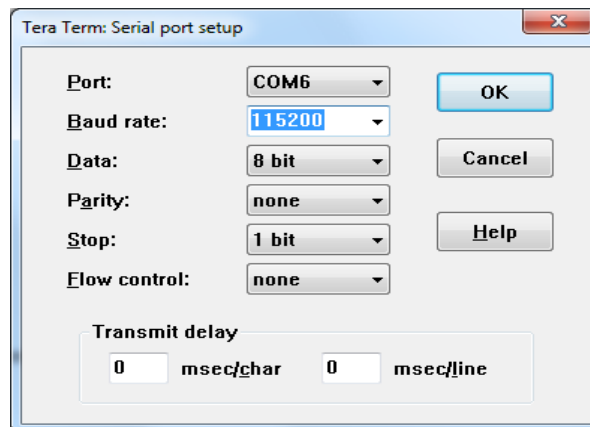 Tera Term: Serial port setup
Port: COM6 OK
Baud rate: 115200
Data: 8 bit Cancel
Parity: none
Stop: 1 bit Help
Flow control: none
Transmit delay
0 msec/char 0 msec/line